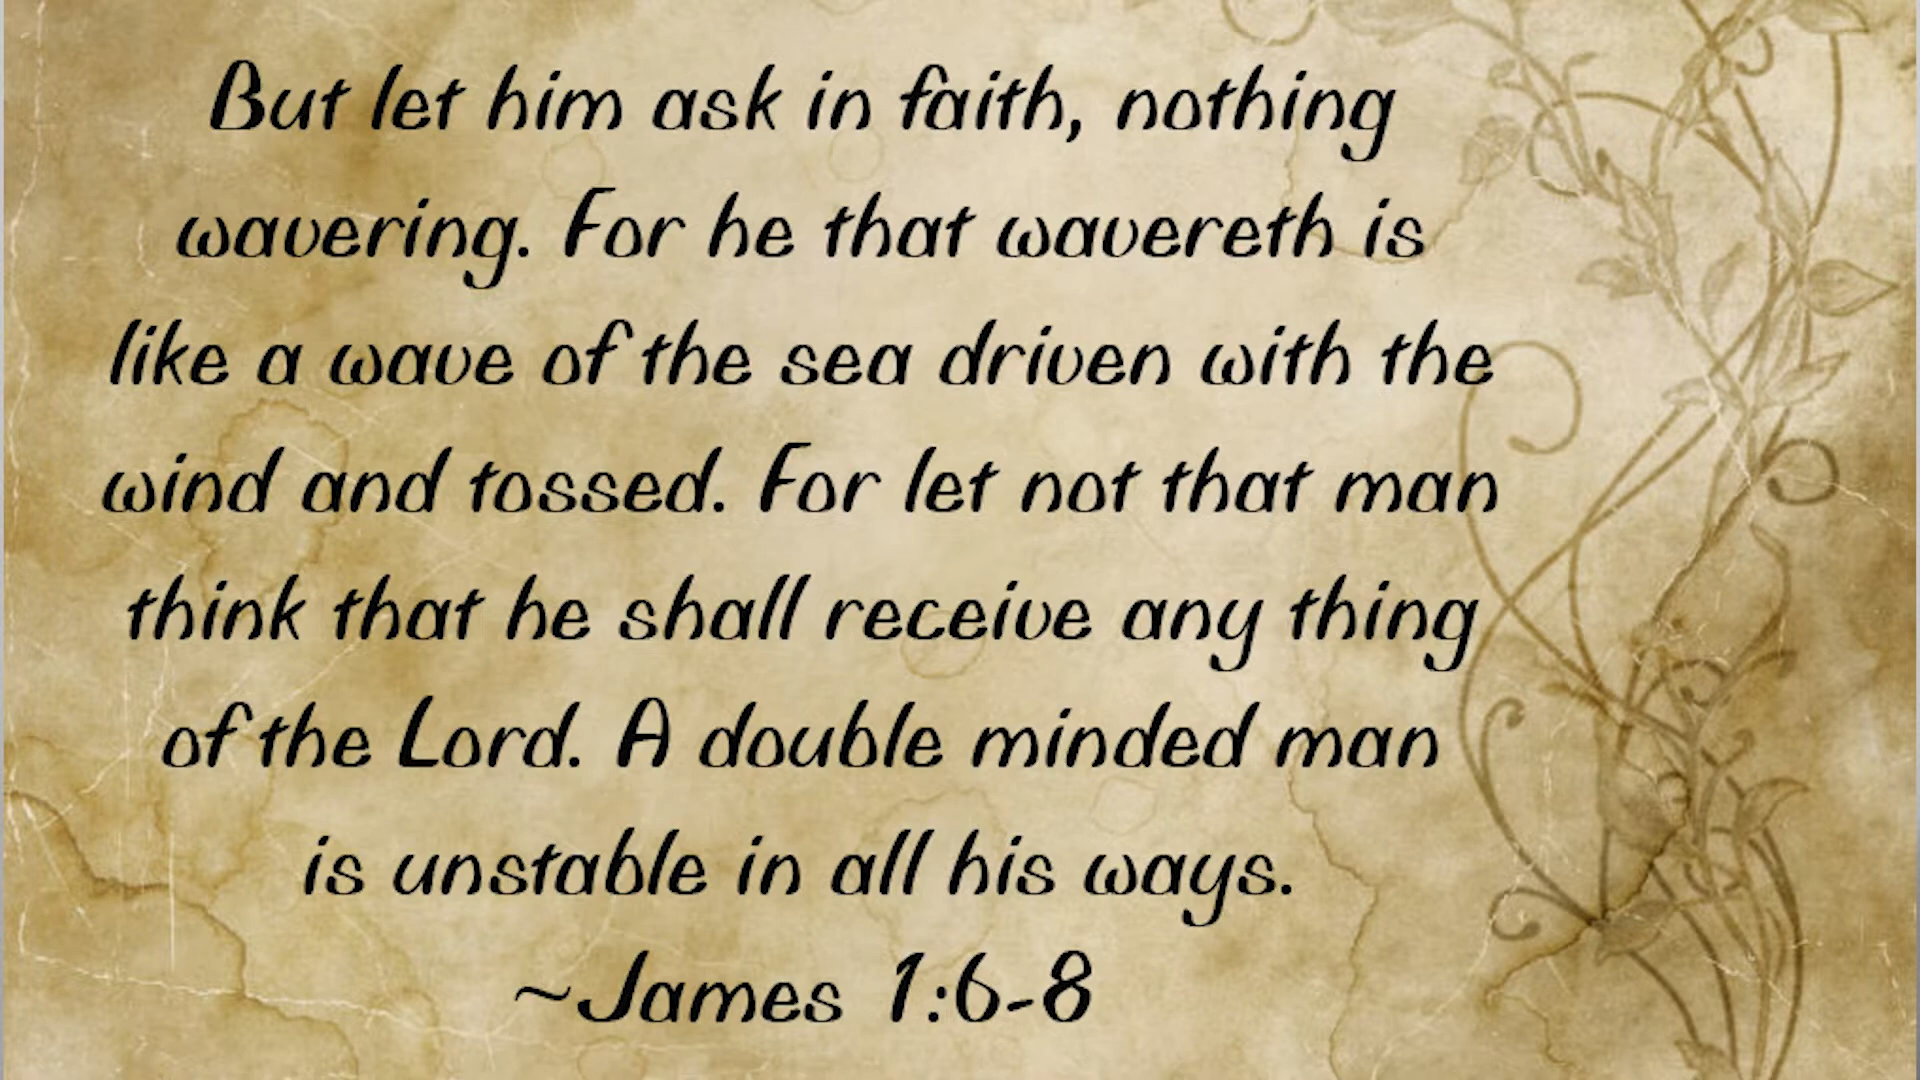 But let him ask in faith, nothing
wavering. For he that wavereth is
like a wave of the sea driven with the
wind and tossed. For let not that man
think that he shall receive any thing
of the Lord. A double minded man
is unstable in all his ways.
~James 1:6-8